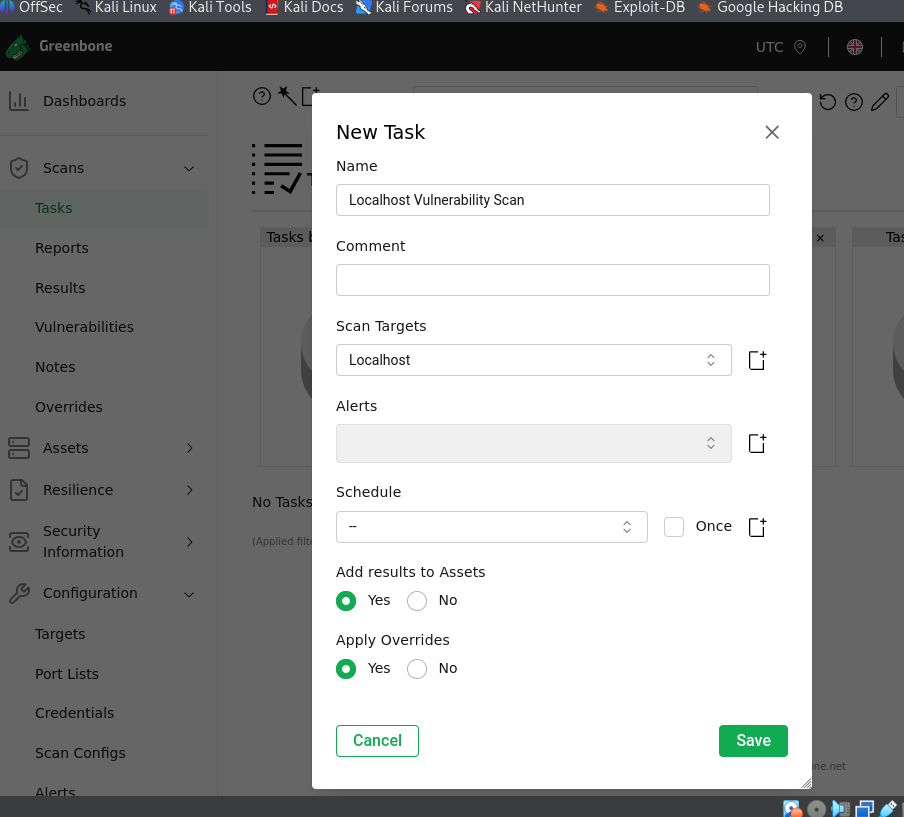 OffSec Kali Linux Kali Tools Kali Docs Kali Forums Kali NetHunter Exploit-DB Google Hacking DB
Greenbone
UTC
Dashboards
Scans
Tasks
Reports
Results
Vulnerabilities
Notes
Overrides
Assets
Resilience
Security
Information
Configuration
Targets
Port Lists
Credentials
Scan Configs
Alerts
Tasks b
Tas
No Tasks
(Applied filte
New Task
Name
Localhost Vulnerability Scan
Comment
Scan Targets
Localhost
Alerts
Schedule
--
Once
Add results to Assets
Yes No
Apply Overrides
Yes No
Cancel Save
one.net